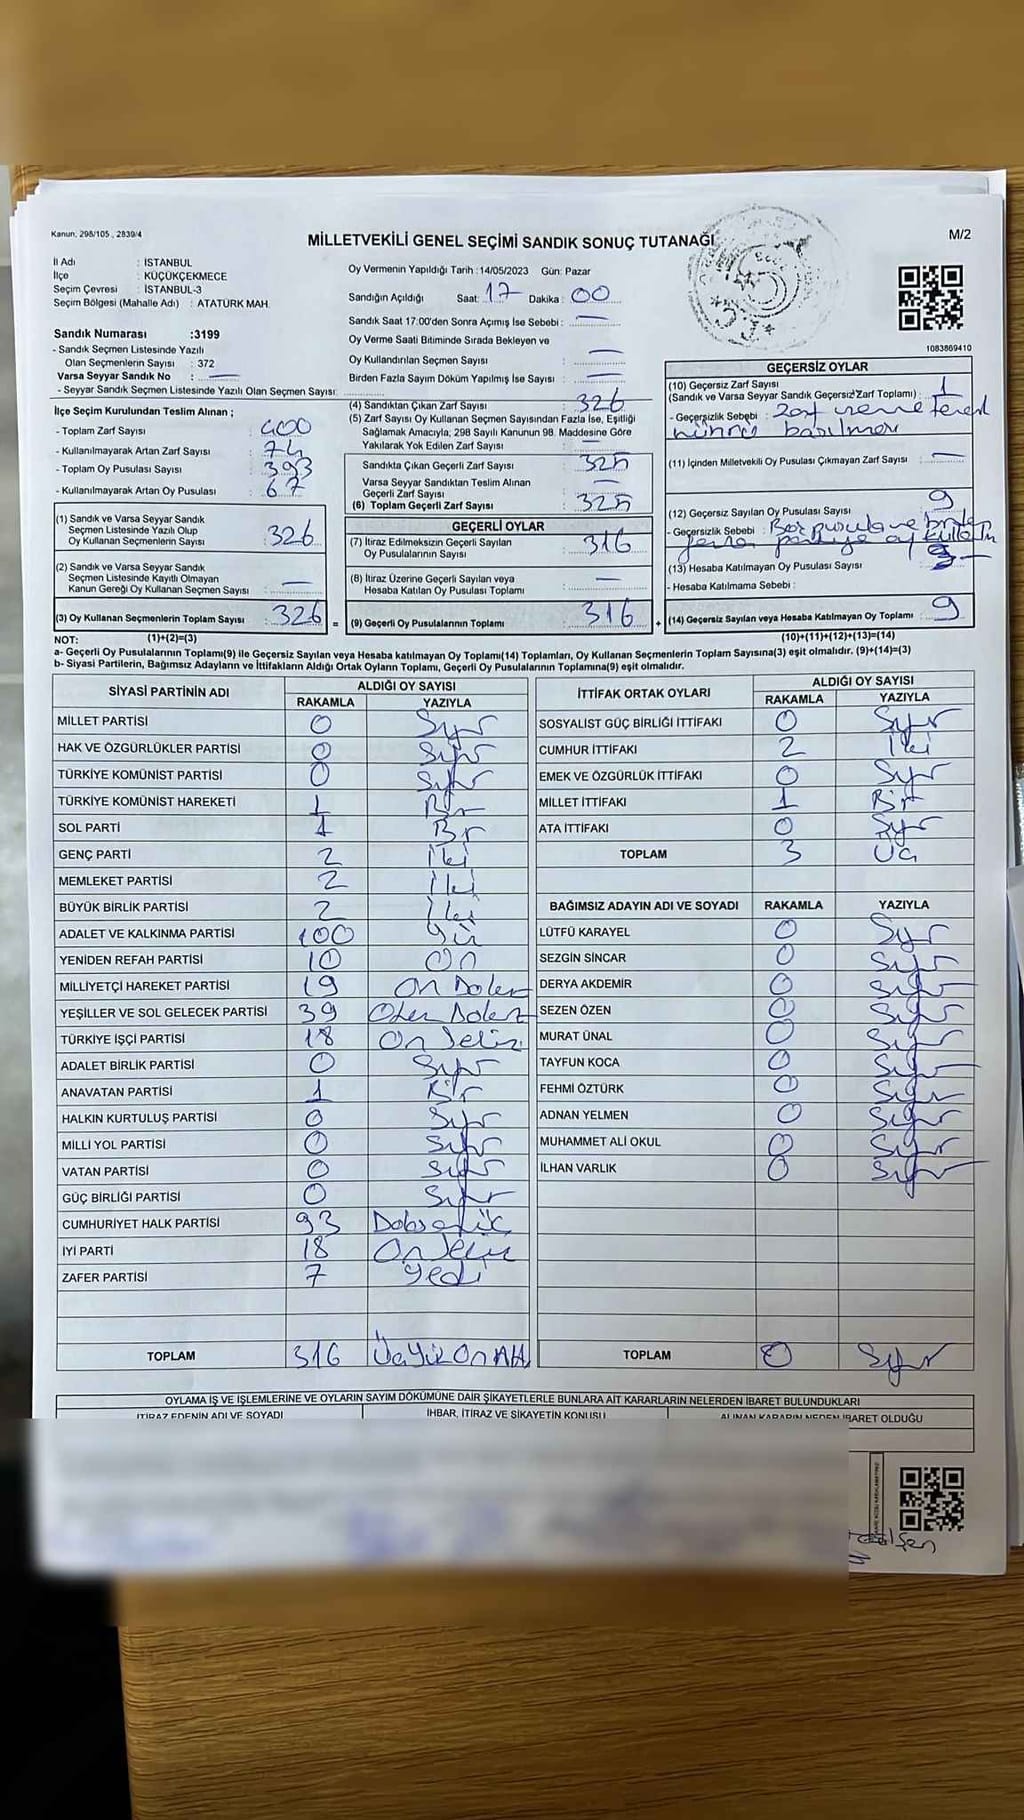 Kanun. 298/105 , 2839/4
MİLLETVEKİLİ GENEL SEÇİMİ SANDIK SONUÇ TUTANAĞI
M/2
İl Adı : İSTANBUL
İlçe : KÜÇÜKÇEKMECE
Seçim Çevresi : İSTANBUL-3
Seçim Bölgesi (Mahalle Adı) : ATATÜRK MAH.
Oy Vermenin Yapıldığı Tarih :14/05/2023 Gün: Pazar
Sandığın Açıldığı Saat: 17 Dakika : 00
Sandık Saat 17:00'den Sonra Açımış İse Sebebi : —
Oy Verme Saati Bitiminde Sırada Bekleyen ve
Oy Kullandırılan Seçmen Sayısı : —
Birden Fazla Sayım Döküm Yapılmış İse Sayısı : —
1083869410
Sandık Numarası :3199
- Sandık Seçmen Listesinde Yazılı
Olan Seçmenlerin Sayısı : 372
Varsa Seyyar Sandık No : —
- Seyyar Sandık Seçmen Listesinde Yazılı Olan Seçmen Sayısı:
İlçe Seçim Kurulundan Teslim Alınan ;
- Toplam Zarf Sayısı : 400
- Kullanılmayarak Artan Zarf Sayısı : 74
- Toplam Oy Pusulası Sayısı : 393
- Kullanılmayarak Artan Oy Pusulası : 67
(1) Sandık ve Varsa Seyyar Sandık
Seçmen Listesinde Yazılı Olup
Oy Kullanan Seçmenlerin Sayısı : 326
(2) Sandık ve Varsa Seyyar Sandık
Seçmen Listesinde Kayıtlı Olmayan
Kanun Gereği Oy Kullanan Seçmen Sayısı : —
(3) Oy Kullanan Seçmenlerin Toplam Sayısı : 326 =
(4) Sandıktan Çıkan Zarf Sayısı : 326
(5) Zarf Sayısı Oy Kullanan Seçmen Sayısından Fazla İse, Eşitliği
Sağlamak Amacıyla, 298 Sayılı Kanunun 98. Maddesine Göre
Yakılarak Yok Edilen Zarf Sayısı : —
Sandıkta Çıkan Geçerli Zarf Sayısı : 325
Varsa Seyyar Sandıktan Teslim Alınan
Geçerli Zarf Sayısı : —
(6) Toplam Geçerli Zarf Sayısı : 325
GEÇERLİ OYLAR
(7) İtiraz Edilmeksizin Geçerli Sayılan
Oy Pusulalarının Sayısı : 316
(8) İtiraz Üzerine Geçerli Sayılan veya
Hesaba Katılan Oy Pusulası Toplamı : —
(9) Geçerli Oy Pusulalarının Toplamı : 316 +
GEÇERSİZ OYLAR
(10) Geçersiz Zarf Sayısı
(Sandık ve Varsa Seyyar Sandık Geçersiz Zarf Toplamı) : 1
- Geçersizlik Sebebi : Zarf
mührü basılması
(11) İçinden Milletvekili Oy Pusulası Çıkmayan Zarf Sayısı : —
(12) Geçersiz Sayılan Oy Pusulası Sayısı : 9
- Geçersizlik Sebebi : Boş pusula ve birden
fazla partiye oy kullanım
(13) Hesaba Katılmayan Oy Pusulası Sayısı —
- Hesaba Katılmama Sebebi :
(14) Geçersiz Sayılan veya Hesaba Katılmayan Oy Toplamı : 9
NOT: (1)+(2)=(3) (10)+(11)+(12)+(13)=(14)
a- Geçerli Oy Pusulalarının Toplamı(9) ile Geçersiz Sayılan veya Hesaba katılmayan Oy Toplamı(14) Toplamları, Oy Kullanan Seçmenlerin Toplam Sayısına(3) eşit olmalıdır. (9)+(14)=(3)
b- Siyasi Partilerin, Bağımsız Adayların ve İttifakların Aldığı Ortak Oyların Toplamı, Geçerli Oy Pusulalarının Toplamına(9) eşit olmalıdır.
SİYASİ PARTİNİN ADI ALDIĞI OY SAYISI
RAKAMLA YAZIYLA
MİLLET PARTİSİ 0 Sıfır
HAK VE ÖZGÜRLÜKLER PARTİSİ 0 Sıfır
TÜRKİYE KOMÜNİST PARTİSİ 0 Sıfır
TÜRKİYE KOMÜNİST HAREKETİ 1 Bir
SOL PARTİ 1 Bir
GENÇ PARTİ 2 İki
MEMLEKET PARTİSİ 2 İki
BÜYÜK BİRLİK PARTİSİ 2 İki
ADALET VE KALKINMA PARTİSİ 100 Yüz
YENİDEN REFAH PARTİSİ 10 On
MİLLİYETÇİ HAREKET PARTİSİ 19 On Dokuz
YEŞİLLER VE SOL GELECEK PARTİSİ 39 Otuz Dokuz
TÜRKİYE İŞÇİ PARTİSİ 18 On Sekiz
ADALET BİRLİK PARTİSİ 0 Sıfır
ANAVATAN PARTİSİ 1 Bir
HALKIN KURTULUŞ PARTİSİ 0 Sıfır
MİLLİ YOL PARTİSİ 0 Sıfır
VATAN PARTİSİ 0 Sıfır
GÜÇ BİRLİĞİ PARTİSİ 0 Sıfır
CUMHURİYET HALK PARTİSİ 93 Doksan Üç
İYİ PARTİ 18 On Sekiz
ZAFER PARTİSİ 7 Yedi
TOPLAM 316 Üç Yüz On Altı
İTTİFAK ORTAK OYLARI ALDIĞI OY SAYISI
RAKAMLA YAZIYLA
SOSYALİST GÜÇ BİRLİĞİ İTTİFAKI 0 Sıfır
CUMHUR İTTİFAKI 2 İki
EMEK VE ÖZGÜRLÜK İTTİFAKI 0 Sıfır
MİLLET İTTİFAKI 1 Bir
ATA İTTİFAKI 0 Sıfır
TOPLAM 3 Üç
BAĞIMSIZ ADAYIN ADI VE SOYADI RAKAMLA YAZIYLA
LÜTFÜ KARAYEL 0 Sıfır
SEZGİN SİNCAR 0 Sıfır
DERYA AKDEMİR 0 Sıfır
SEZEN ÖZEN 0 Sıfır
MURAT ÜNAL 0 Sıfır
TAYFUN KOCA 0 Sıfır
FEHMİ ÖZTÜRK 0 Sıfır
ADNAN YELMEN 0 Sıfır
MUHAMMET ALİ OKUL 0 Sıfır
İLHAN VARLIK 0 Sıfır
TOPLAM 0 Sıfır
OYLAMA İŞ VE İŞLEMLERİNE VE OYLARIN SAYIM DÖKÜMÜNE DAİR ŞİKAYETLERLE BUNLARA AİT KARARLARIN NELERDEN İBARET BULUNDUKLARI
İTİRAZ EDENİN ADI VE SOYADI İHBAR, İTİRAZ VE ŞİKAYETİN KONUSU ALINAN KARARIN NEDEN İBARET OLDUĞU